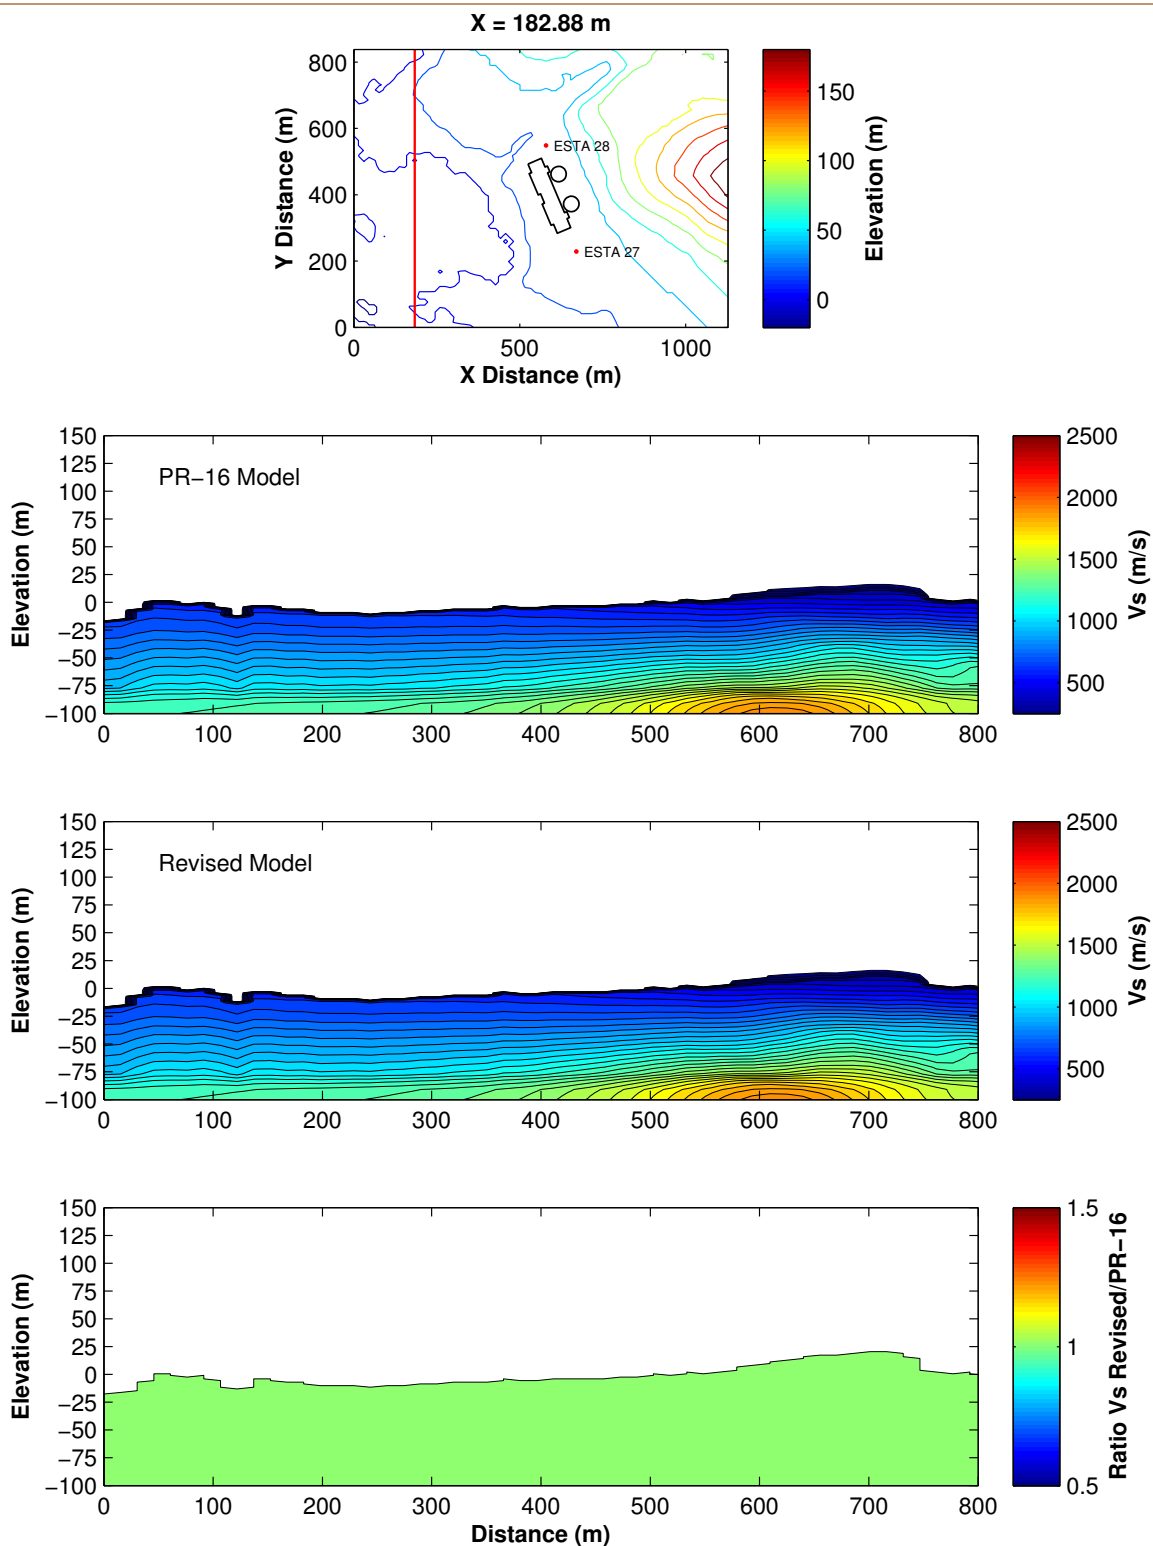 X = 182.88 m
800
600
400
200
0
Y Distance (m)
0 500 1000
X Distance (m)
ESTA 28
ESTA 27
150
100
50
0
Elevation (m)
150
125
100
75
50
25
0
−25
−50
−75
−100
Elevation (m)
PR−16 Model
0 100 200 300 400 500 600 700 800
2500
2000
1500
1000
500
Vs (m/s)
150
125
100
75
50
25
0
−25
−50
−75
−100
Elevation (m)
Revised Model
0 100 200 300 400 500 600 700 800
2500
2000
1500
1000
500
Vs (m/s)
150
125
100
75
50
25
0
−25
−50
−75
−100
Elevation (m)
0 100 200 300 400 500 600 700 800
Distance (m)
1.5
1
0.5
Ratio Vs Revised/PR−16